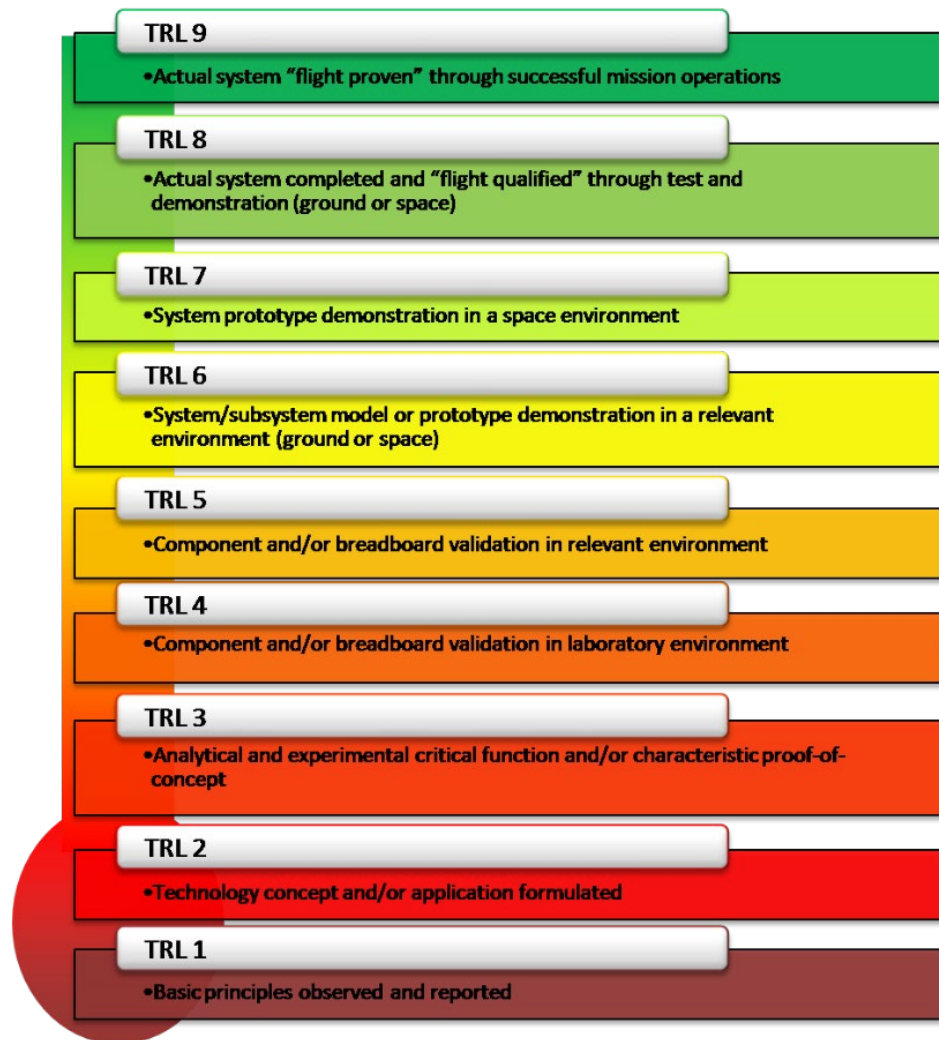 TRL 9
•Actual system “flight proven” through successful mission operations
TRL 8
•Actual system completed and “flight qualified” through test and
demonstration (ground or space)
TRL 7
•System prototype demonstration in a space environment
TRL 6
•System/subsystem model or prototype demonstration in a relevant
environment (ground or space)
TRL 5
•Component and/or breadboard validation in relevant environment
TRL 4
•Component and/or breadboard validation in laboratory environment
TRL 3
•Analytical and experimental critical function and/or characteristic proof-of-
concept
TRL 2
•Technology concept and/or application formulated
TRL 1
•Basic principles observed and reported